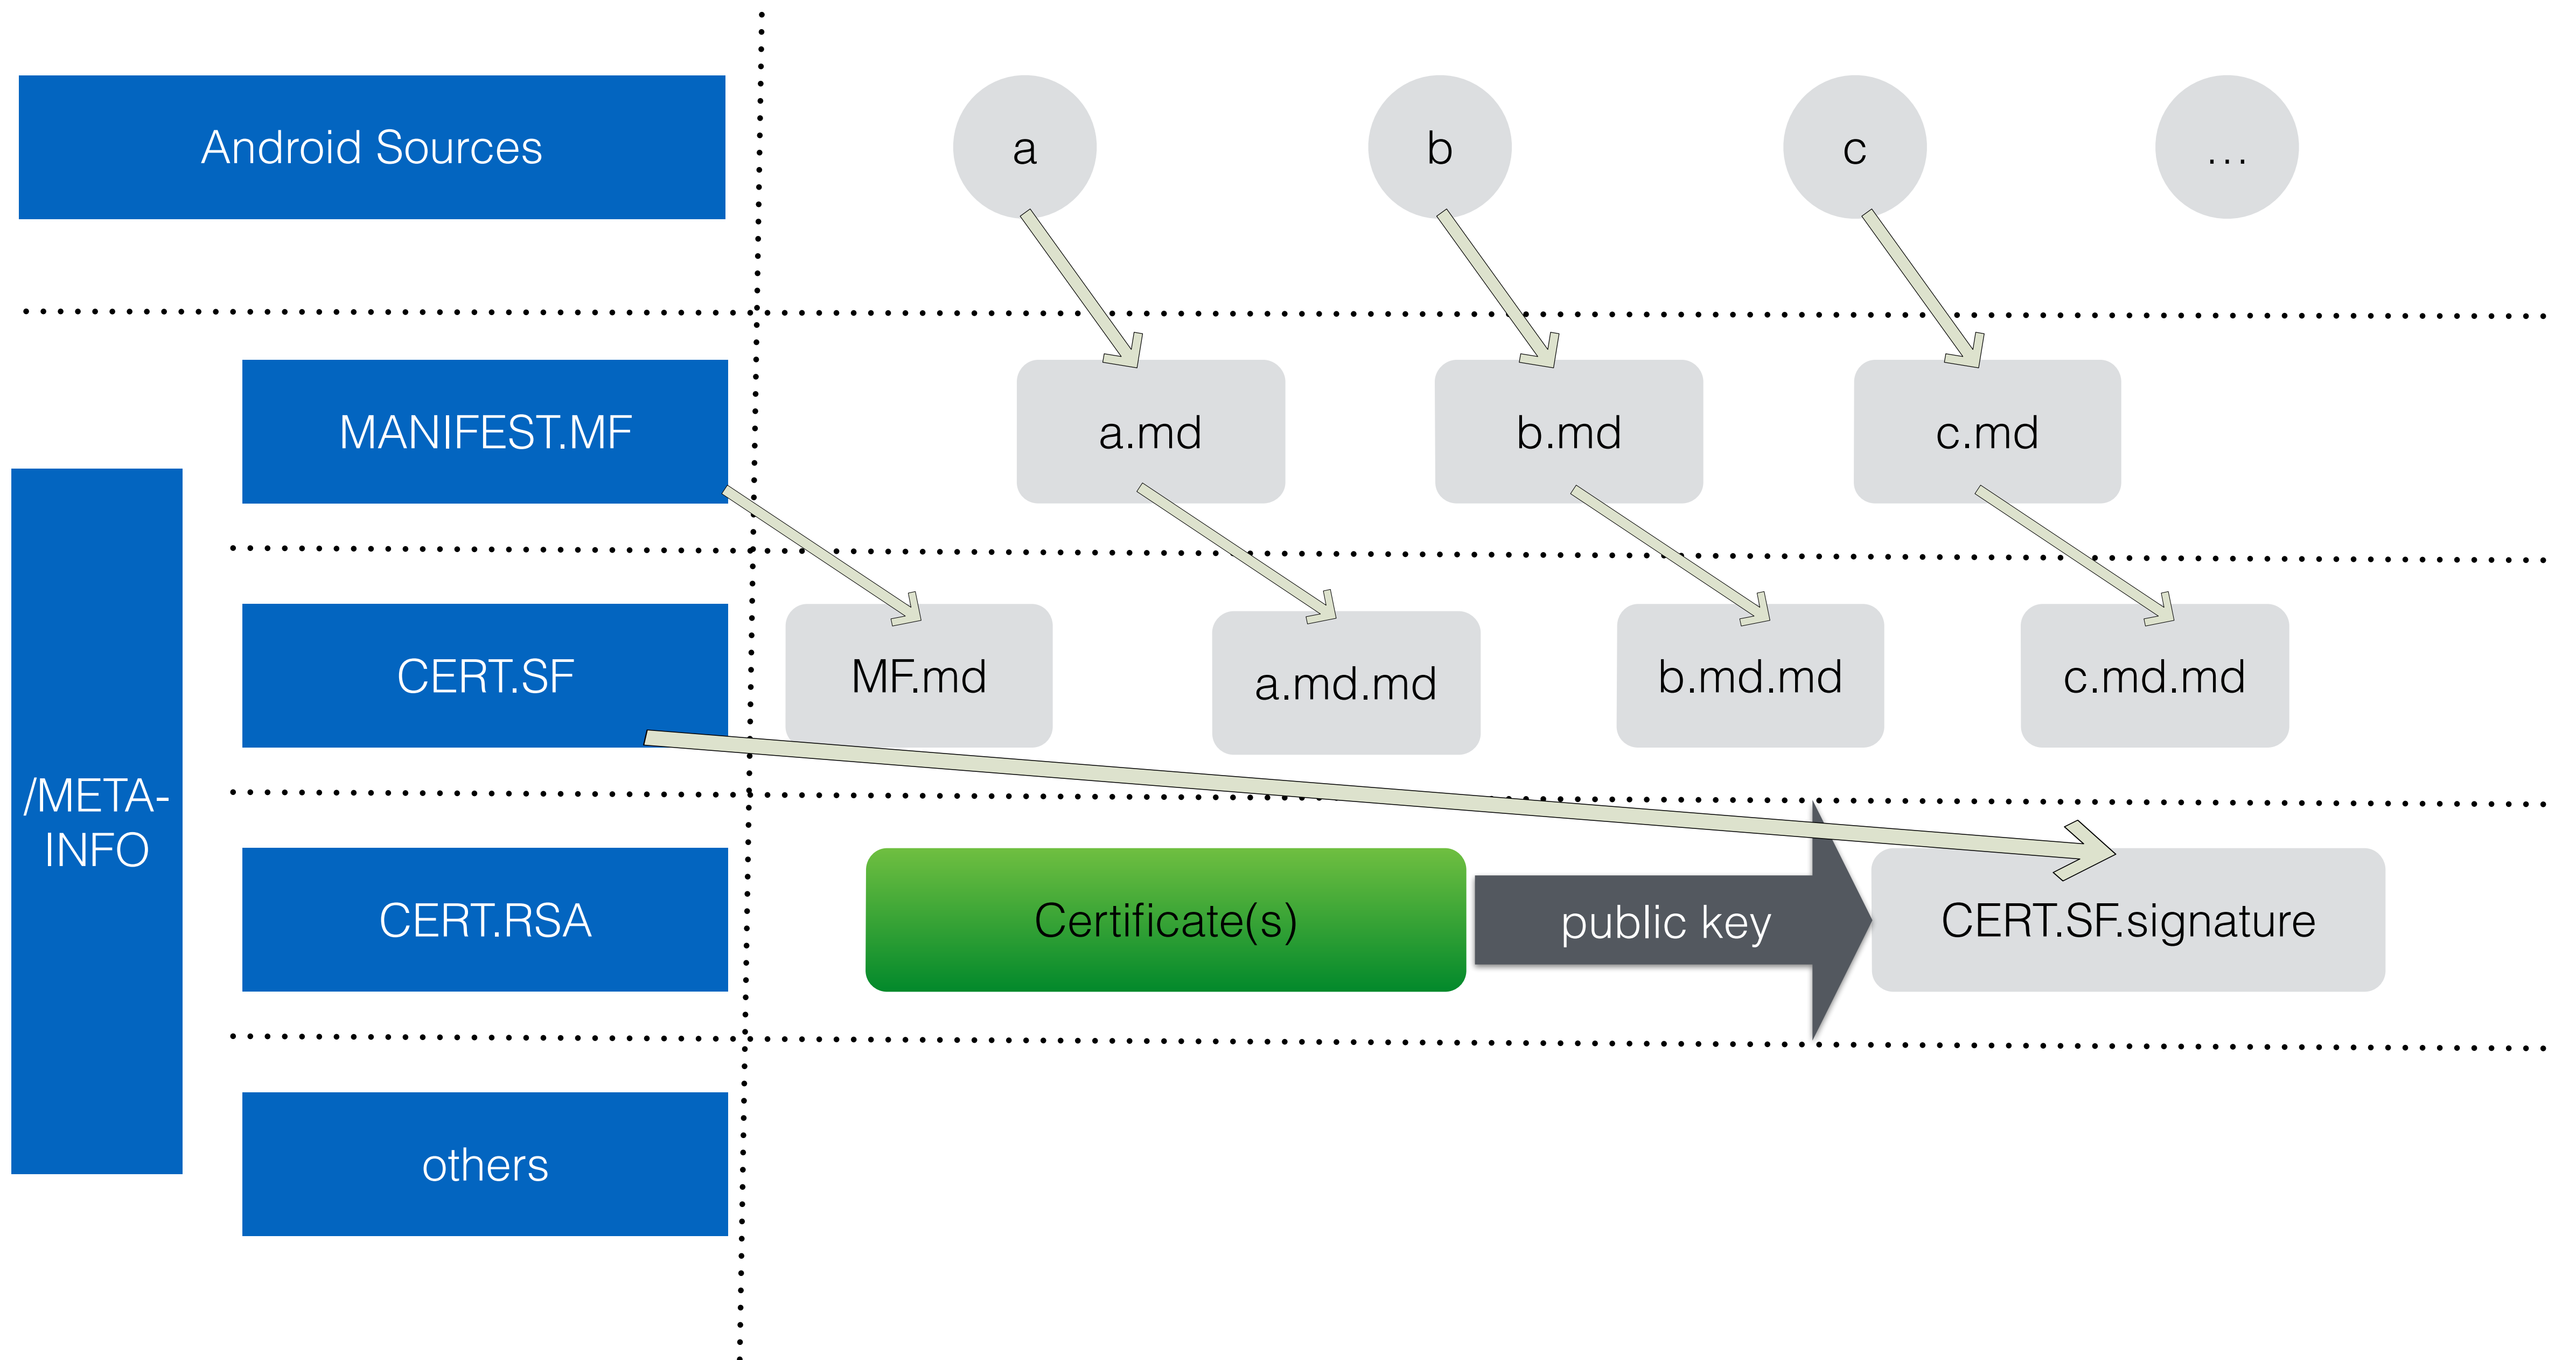 Android Sources
a
b
c
...
MANIFEST.MF
a.md
b.md
c.md
CERT.SF
MF.md
a.md.md
b.md.md
c.md.md
/META-
INFO
CERT.RSA
Certificate(s)
public key
CERT.SF.signature
others